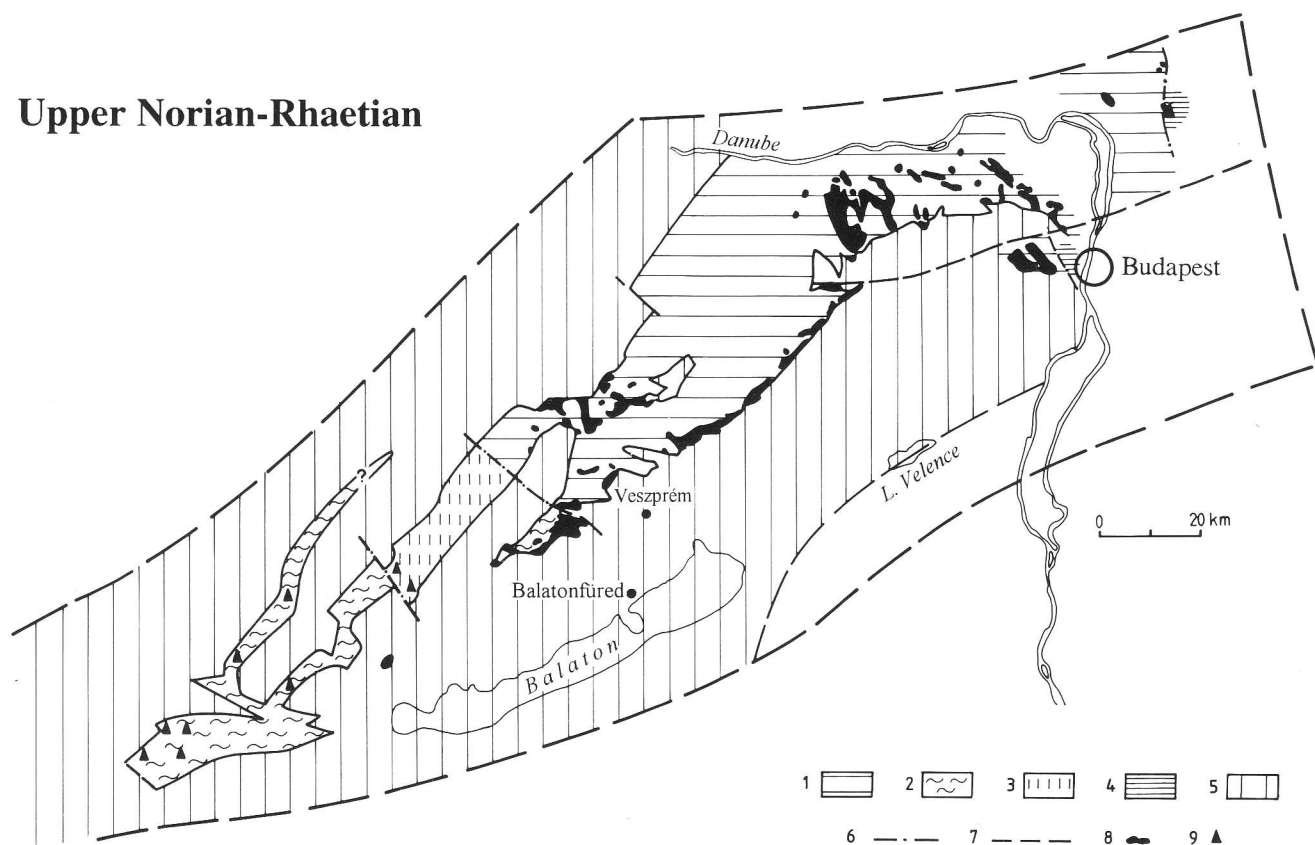 Upper Norian-Rhaetian
Danube
Budapest
?
L. Velence
Veszprém
0 20 km
Balatonfüred
Balaton
1 2 3 4 5
6 7 8 9